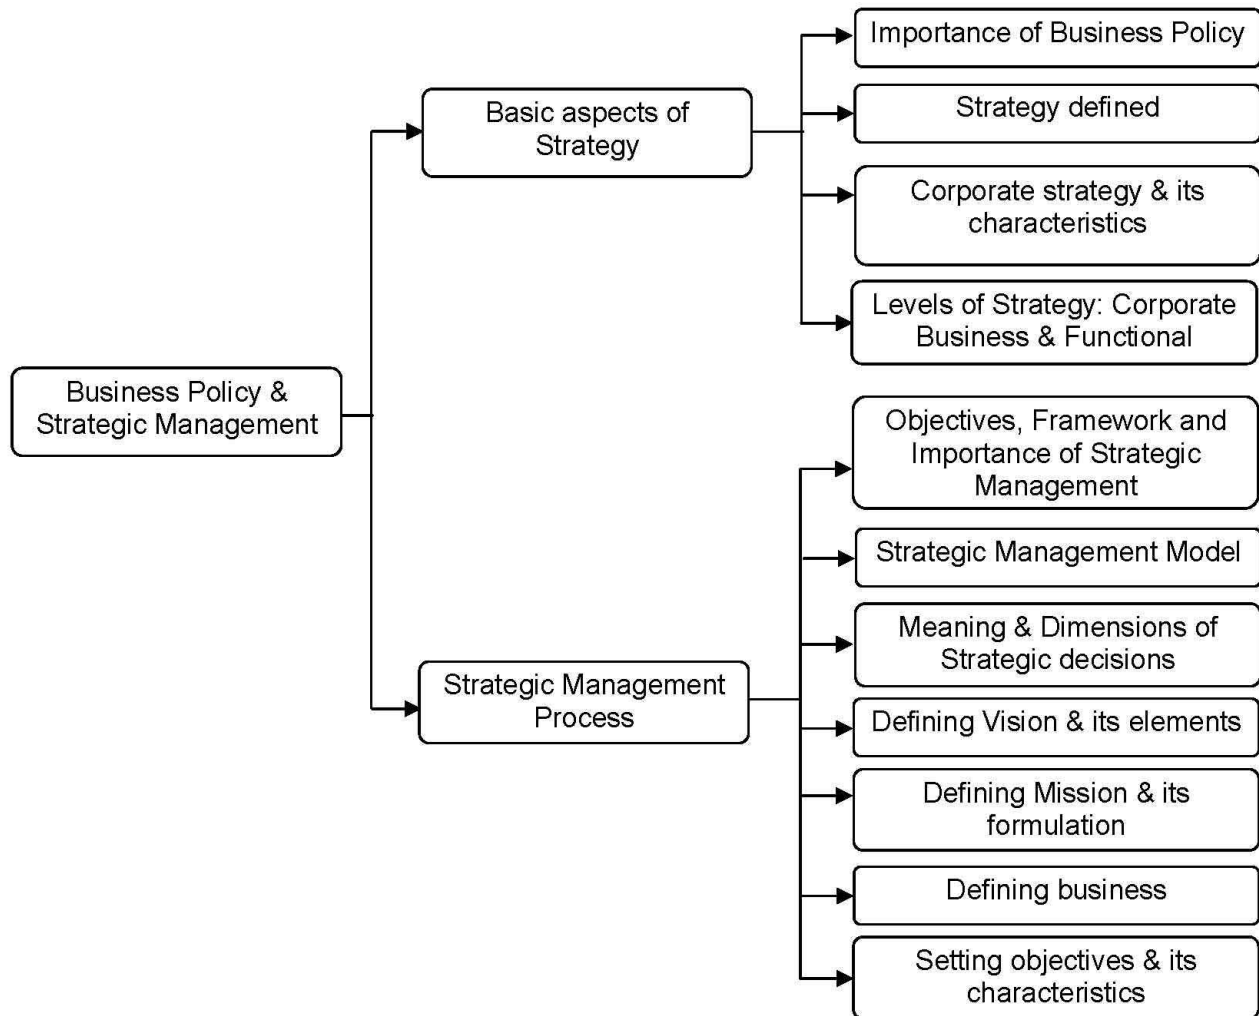 Business Policy &
Strategic Management
Basic aspects of
Strategy
Importance of Business Policy
Strategy defined
Corporate strategy & its
characteristics
Levels of Strategy: Corporate
Business & Functional
Strategic Management
Process
Objectives, Framework and
Importance of Strategic
Management
Strategic Management Model
Meaning & Dimensions of
Strategic decisions
Defining Vision & its elements
Defining Mission & its
formulation
Defining business
Setting objectives & its
characteristics